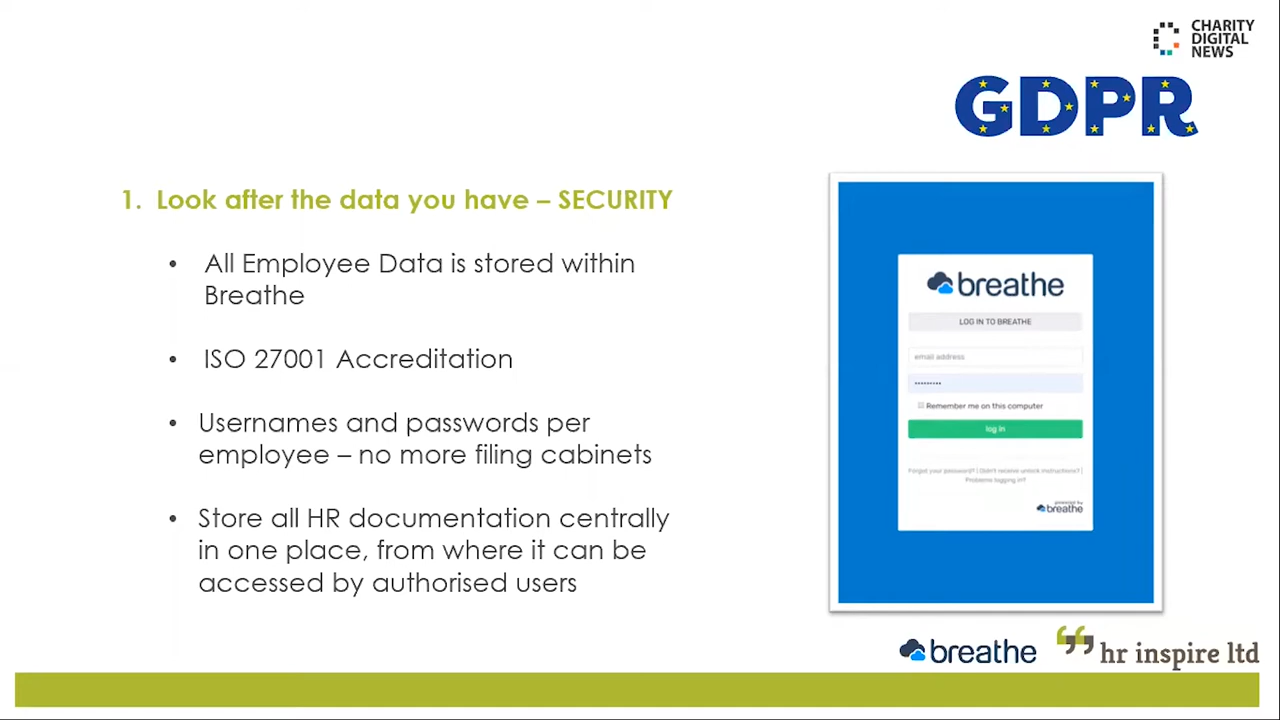 CHARITY
DIGITAL
NEWS
GDPR
1. Look after the data you have – SECURITY
• All Employee Data is stored within
Breathe
• ISO 27001 Accreditation
• Usernames and passwords per
employee – no more filing cabinets
• Store all HR documentation centrally
in one place, from where it can be
accessed by authorised users
breathe
LOG IN TO BREATHE
email address
Remember me on this computer
log in
Forgot your password? | Didn't receive unlock instructions? |
Problems logging in?
powered by
breathe
breathe
hr inspire ltd